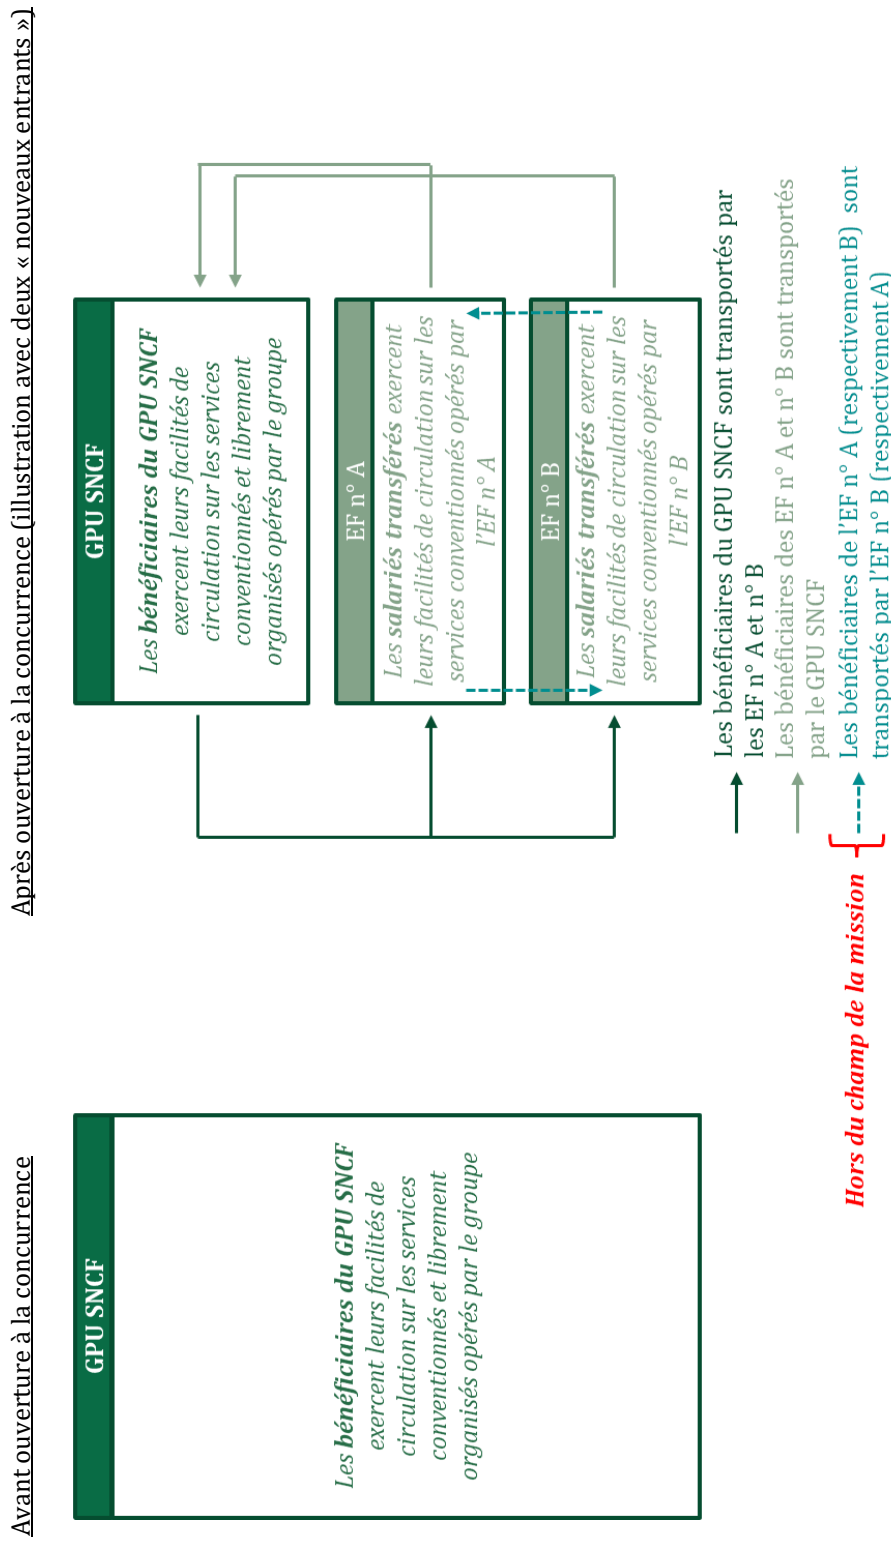 Avant ouverture à la concurrence
GPU SNCF
Les bénéficiaires du GPU SNCF
exercent leurs facilités de
circulation sur les services
conventionnés et librement
organisés opérés par le groupe
Après ouverture à la concurrence (illustration avec deux « nouveaux entrants »)
GPU SNCF
Les bénéficiaires du GPU SNCF
exercent leurs facilités de
circulation sur les services
conventionnés et librement
organisés opérés par le groupe
EF n° A
Les salariés transférés exercent
leurs facilités de circulation sur les
services conventionnés opérés par
l'EF n° A
EF n° B
Les salariés transférés exercent
leurs facilités de circulation sur les
services conventionnés opérés par
l'EF n° B
Les bénéficiaires du GPU SNCF sont transportés par
les EF n° A et n° B
Les bénéficiaires des EF n° A et n° B sont transportés
par le GPU SNCF
Hors du champ de la mission
Les bénéficiaires de l'EF n° A (respectivement B) sont
transportés par l'EF n° B (respectivement A)